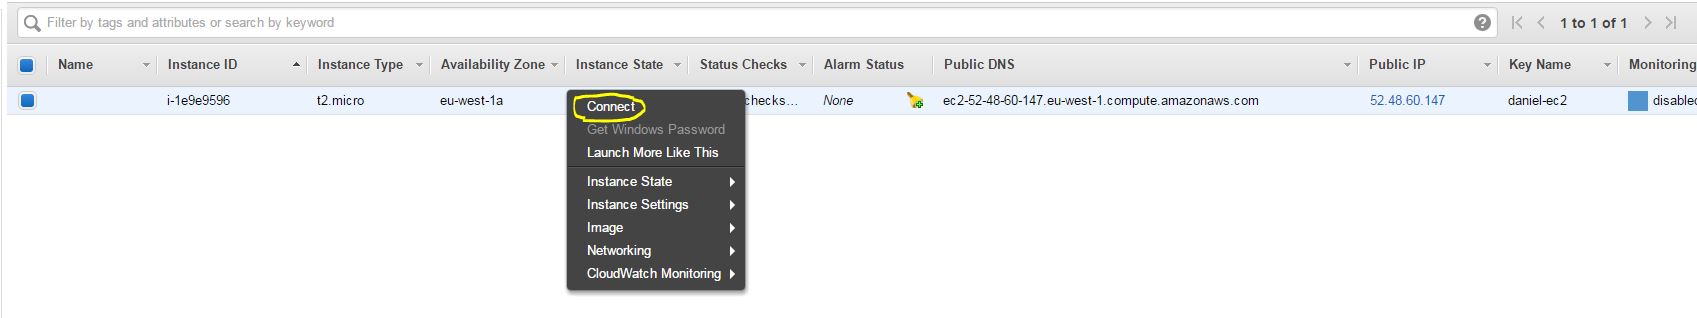 Filter by tags and attributes or search by keyword ? 1 to 1 of 1
Name Instance ID Instance Type Availability Zone Instance State Status Checks Alarm Status Public DNS Public IP Key Name Monitoring
i-1e9e9596 t2.micro eu-west-1a checks... None ec2-52-48-60-147.eu-west-1.compute.amazonaws.com 52.48.60.147 daniel-ec2 disable
Connect
Get Windows Password
Launch More Like This
Instance State
Instance Settings
Image
Networking
CloudWatch Monitoring